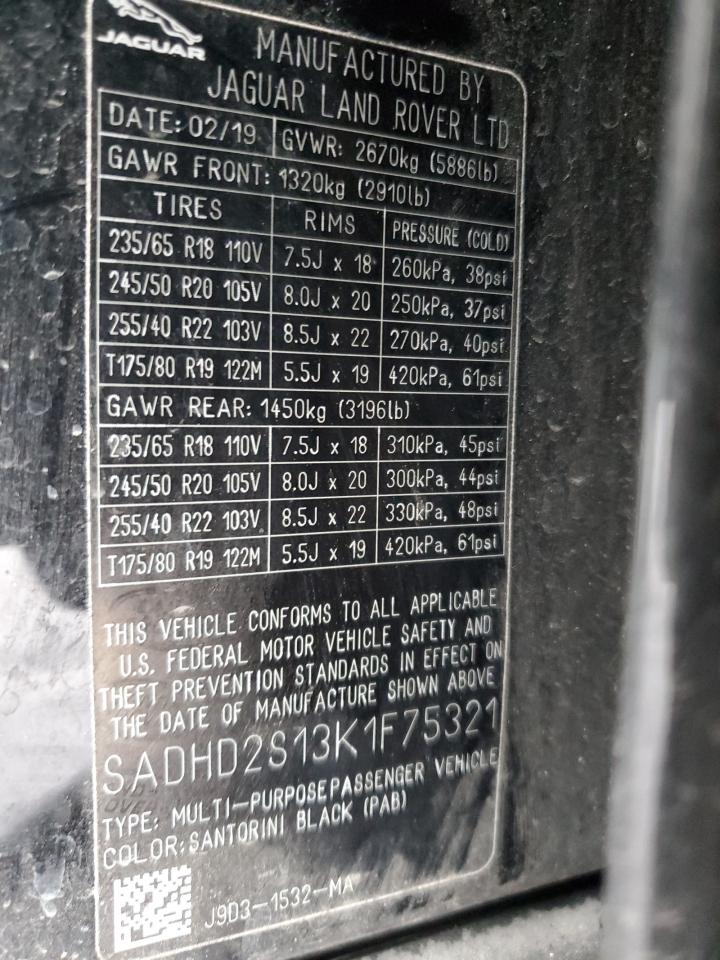 JAGUAR
MANUFACTURED BY
JAGUAR LAND ROVER LTD
DATE: 02/19 GVWR: 2670kg (5886lb)
GAWR FRONT: 1320kg (2910lb)
TIRES RIMS PRESSURE (COLD)
235/65 R18 110V 7.5J x 18 260kPa, 38psi
245/50 R20 105V 8.0J x 20 250kPa, 37psi
255/40 R22 103V 8.5J x 22 270kPa, 40psi
T175/80 R19 122M 5.5J x 19 420kPa, 61psi
GAWR REAR: 1450kg (3196lb)
235/65 R18 110V 7.5J x 18 310kPa, 45psi
245/50 R20 105V 8.0J x 20 300kPa, 44psi
255/40 R22 103V 8.5J x 22 330kPa, 48psi
T175/80 R19 122M 5.5J x 19 420kPa, 61psi
THIS VEHICLE CONFORMS TO ALL APPLICABLE
U.S. FEDERAL MOTOR VEHICLE SAFETY AND
THEFT PREVENTION STANDARDS IN EFFECT ON
THE DATE OF MANUFACTURE SHOWN ABOVE
SADHD2S13K1F75321
TYPE: MULTI-PURPOSE PASSENGER VEHICLE
COLOR: SANTORINI BLACK (PAB)
J9D3-1532-MA